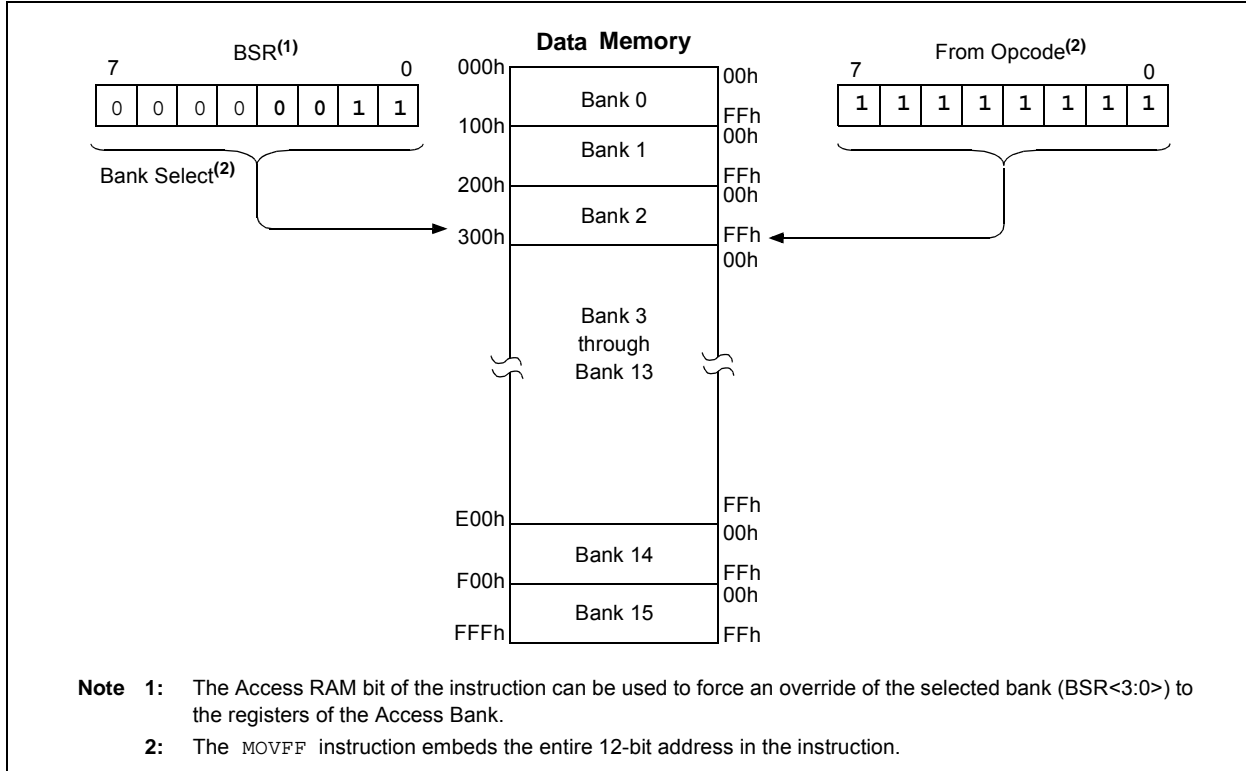 BSR(1)
7 0
0 0 0 0 0 0 1 1
Bank Select(2)
Data Memory
000h
00h
Bank 0
FFh
100h
00h
Bank 1
FFh
200h
00h
Bank 2
FFh
300h
00h
Bank 3
through
Bank 13
FFh
E00h
00h
Bank 14
FFh
F00h
00h
Bank 15
FFFh
FFh
From Opcode(2)
7 0
1 1 1 1 1 1 1 1
Note 1: The Access RAM bit of the instruction can be used to force an override of the selected bank (BSR<3:0>) to
the registers of the Access Bank.
2: The MOVFF instruction embeds the entire 12-bit address in the instruction.